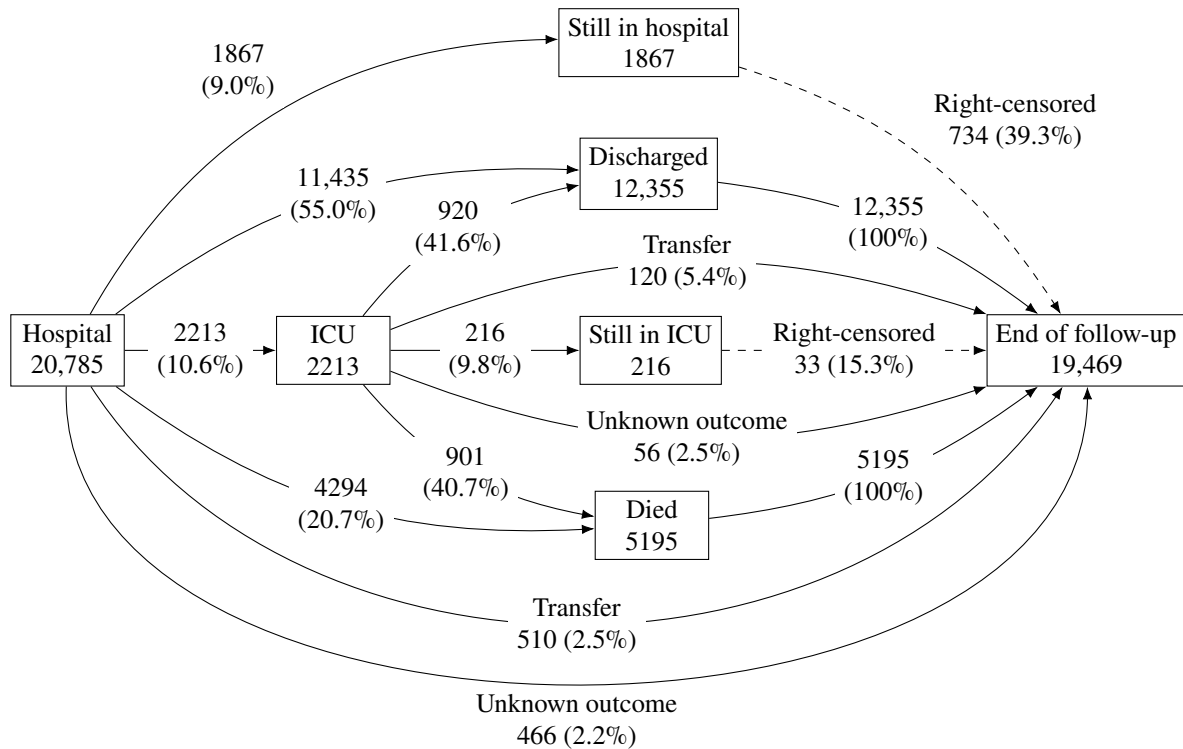 Still in hospital
1867
1867
(9.0%)
Right-censored
734 (39.3%)
Discharged
12,355
11,435
(55.0%)
920
(41.6%)
12,355
(100%)
Transfer
120 (5.4%)
Hospital
20,785
2213
(10.6%)
ICU
2213
216
(9.8%)
Still in ICU
216
Right-censored
33 (15.3%)
End of follow-up
19,469
Unknown outcome
56 (2.5%)
901
(40.7%)
5195
(100%)
4294
(20.7%)
Died
5195
Transfer
510 (2.5%)
Unknown outcome
466 (2.2%)